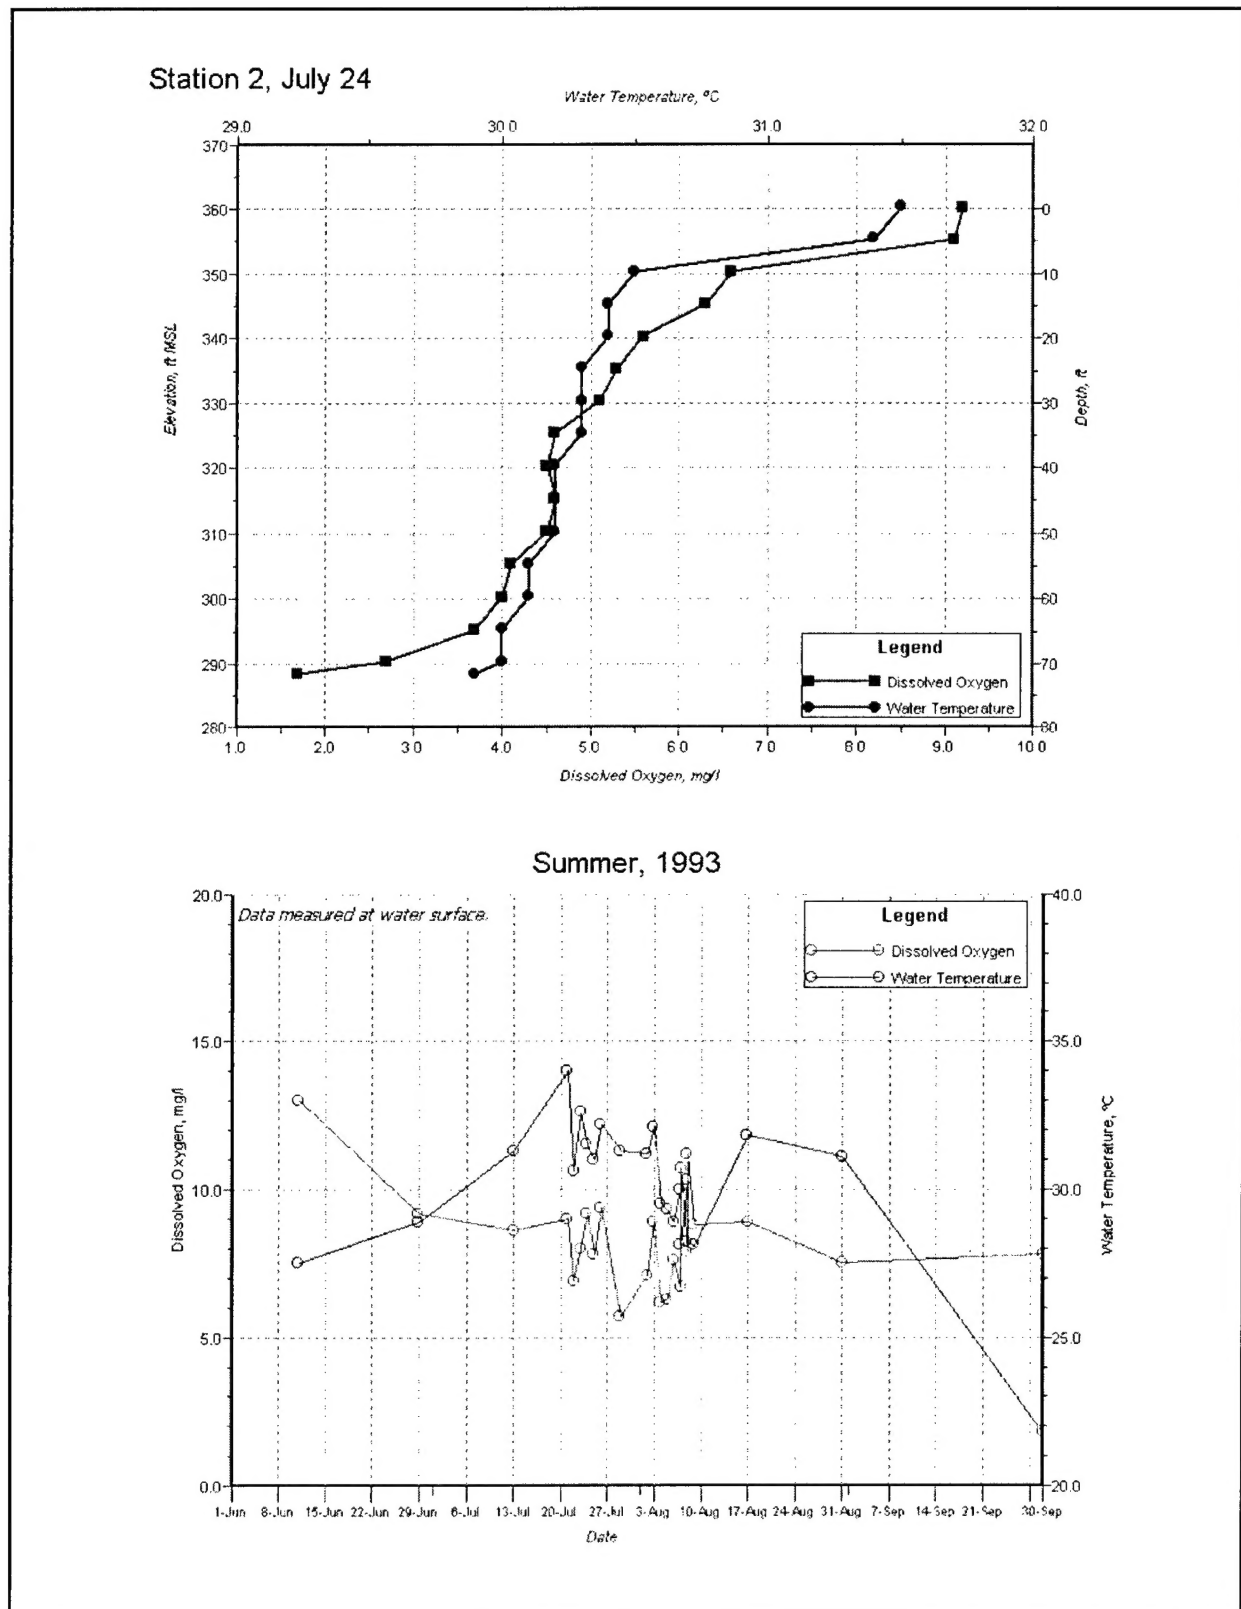 Station 2, July 24
Water Temperature, ºC
29.0 30.0 31.0 32.0
370
360 0
350 10
340 20
330 30
320 40
310 50
300 60
290 70
280 80
Elevation, ft MSL
Depth, ft
Legend
Dissolved Oxygen
Water Temperature
1.0 2.0 3.0 4.0 5.0 6.0 7.0 8.0 9.0 10.0
Dissolved Oxygen, mg/l
Summer, 1993
Data measured at water surface.
Legend
Dissolved Oxygen
Water Temperature
20.0 40.0
15.0 35.0
10.0 30.0
5.0 25.0
0.0 20.0
Dissolved Oxygen, mg/l
Water Temperature, ºC
1-Jun 8-Jun 15-Jun 22-Jun 29-Jun 6-Jul 13-Jul 20-Jul 27-Jul 3-Aug 10-Aug 17-Aug 24-Aug 31-Aug 7-Sep 14-Sep 21-Sep 30-Sep
Date